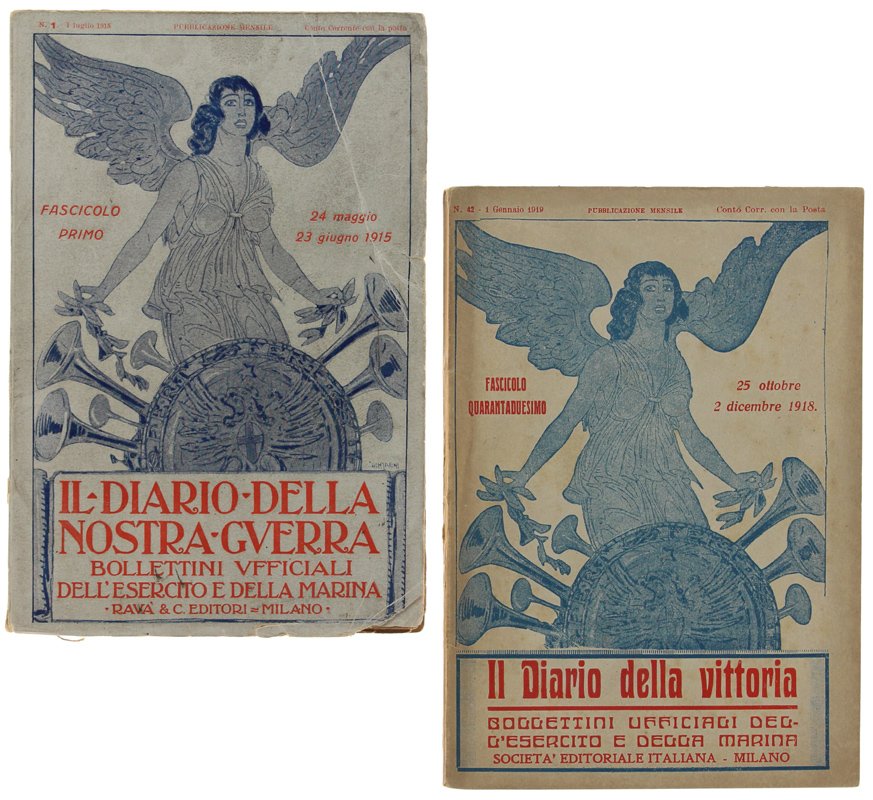 N. 1 - 1 luglio 1915 PUBBLICAZIONE MENSILE Conto Corrente con la posta
FASCICOLO
PRIMO
24 maggio
23 giugno 1915
IL·DIARIO·DELLA
NOSTRA·GVERRA
BOLLETTINI VFFICIALI
DELL'ESERCITO E DELLA MARINA
·RAVÀ & C. EDITORI = MILANO·
N. 42 - 1 Gennaio 1919 PUBBLICAZIONE MENSILE Conto Corr. con la Posta
FASCICOLO
QUARANTADUESIMO
25 ottobre
2 dicembre 1918.
Il Diario della vittoria
BOLLETTINI UFFICIALI DEL-
L'ESERCITO E DELLA MARINA
SOCIETA' EDITORIALE ITALIANA - MILANO